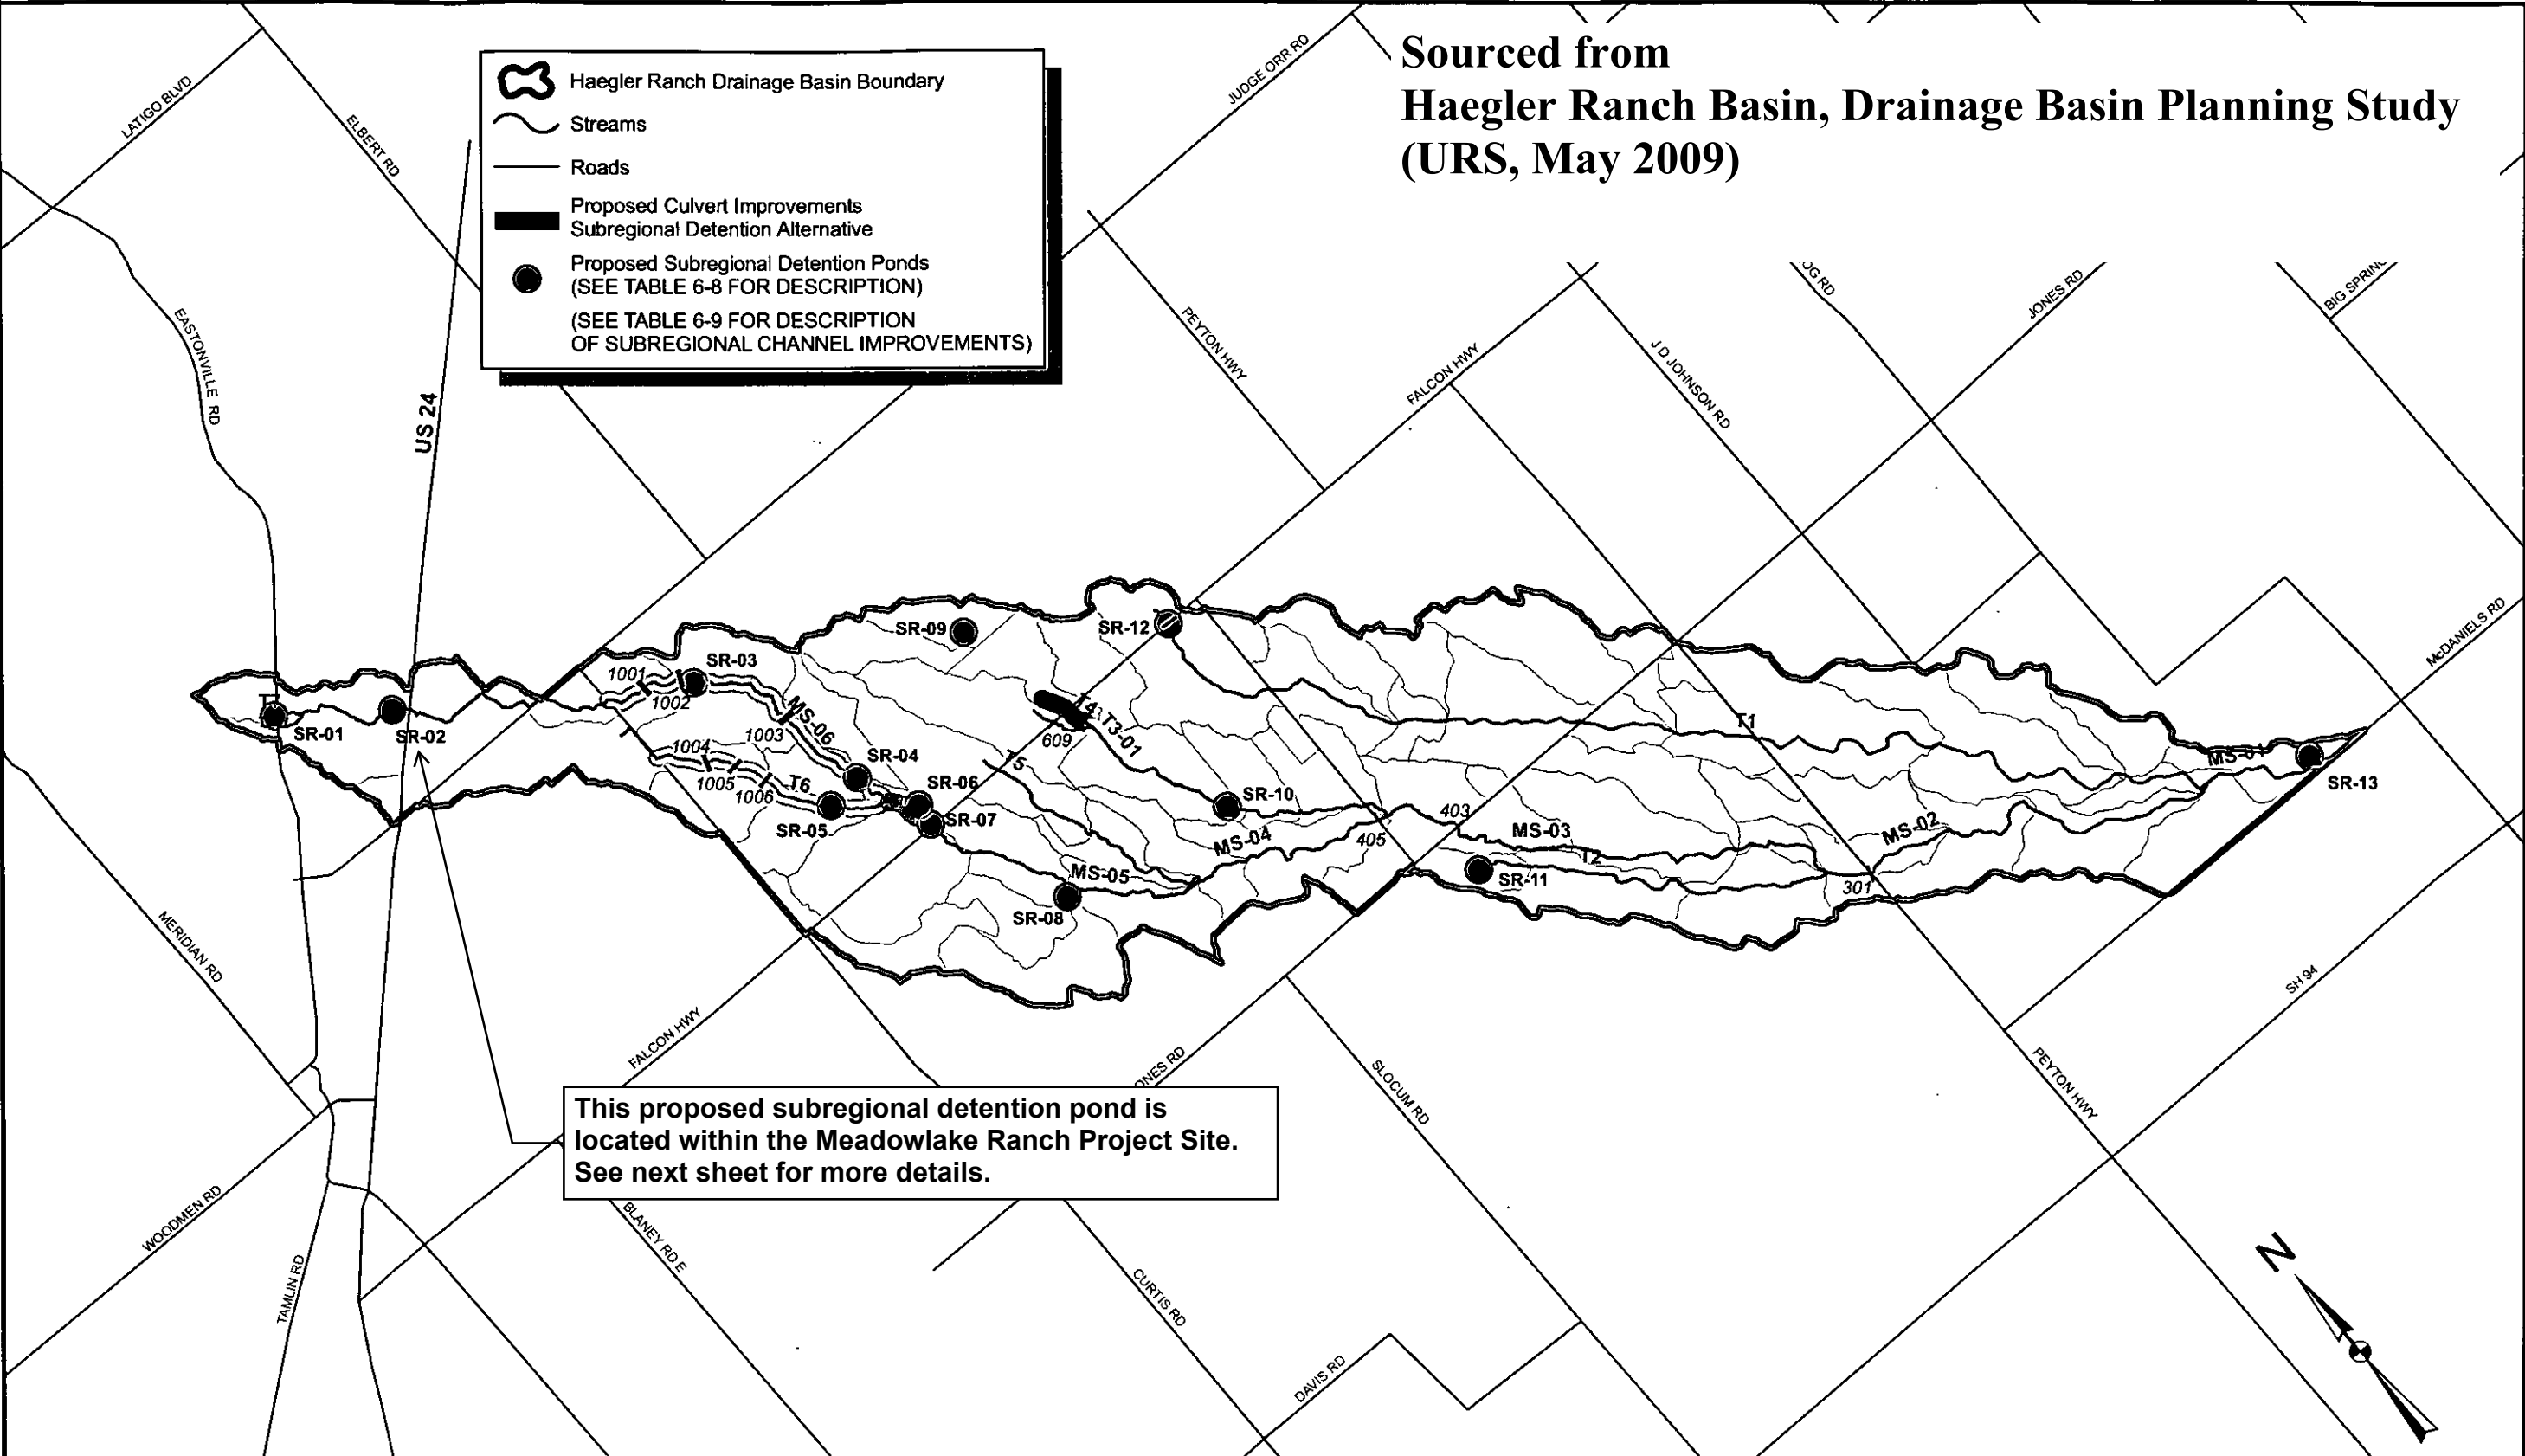 Sourced from
Haegler Ranch Basin, Drainage Basin Planning Study
(URS, May 2009)
Haegler Ranch Drainage Basin Boundary
Streams
Roads
Proposed Culvert Improvements
Subregional Detention Alternative
Proposed Subregional Detention Ponds
(SEE TABLE 6-8 FOR DESCRIPTION)
(SEE TABLE 6-9 FOR DESCRIPTION
OF SUBREGIONAL CHANNEL IMPROVEMENTS)
LATIGO BLVD
ELBERT RD
JUDGE ORR RD
EASTONVILLE RD
US 24
PEYTON HWY
FALCON HWY
J D JOHNSON RD
OG RD
JONES RD
BIG SPRING
McDANIELS RD
SR-09
SR-12
SR-03
1001
1002
MS-06
1003
SR-01
SR-02
1004
1005
1006
T6
SR-04
SR-05
SR-06
SR-07
T4
T3-01
609
T5
SR-10
MS-04
405
403
MS-03
T2
T1
MS-01
SR-13
MS-02
301
SR-11
MS-05
SR-08
MERIDIAN RD
FALCON HWY
ONES RD
SLOCUM RD
PEYTON HWY
SH 94
This proposed subregional detention pond is
located within the Meadowlake Ranch Project Site.
See next sheet for more details.
WOODMEN RD
TAMLIN RD
BLANEY RD E
CURTIS RD
DAVIS RD
N